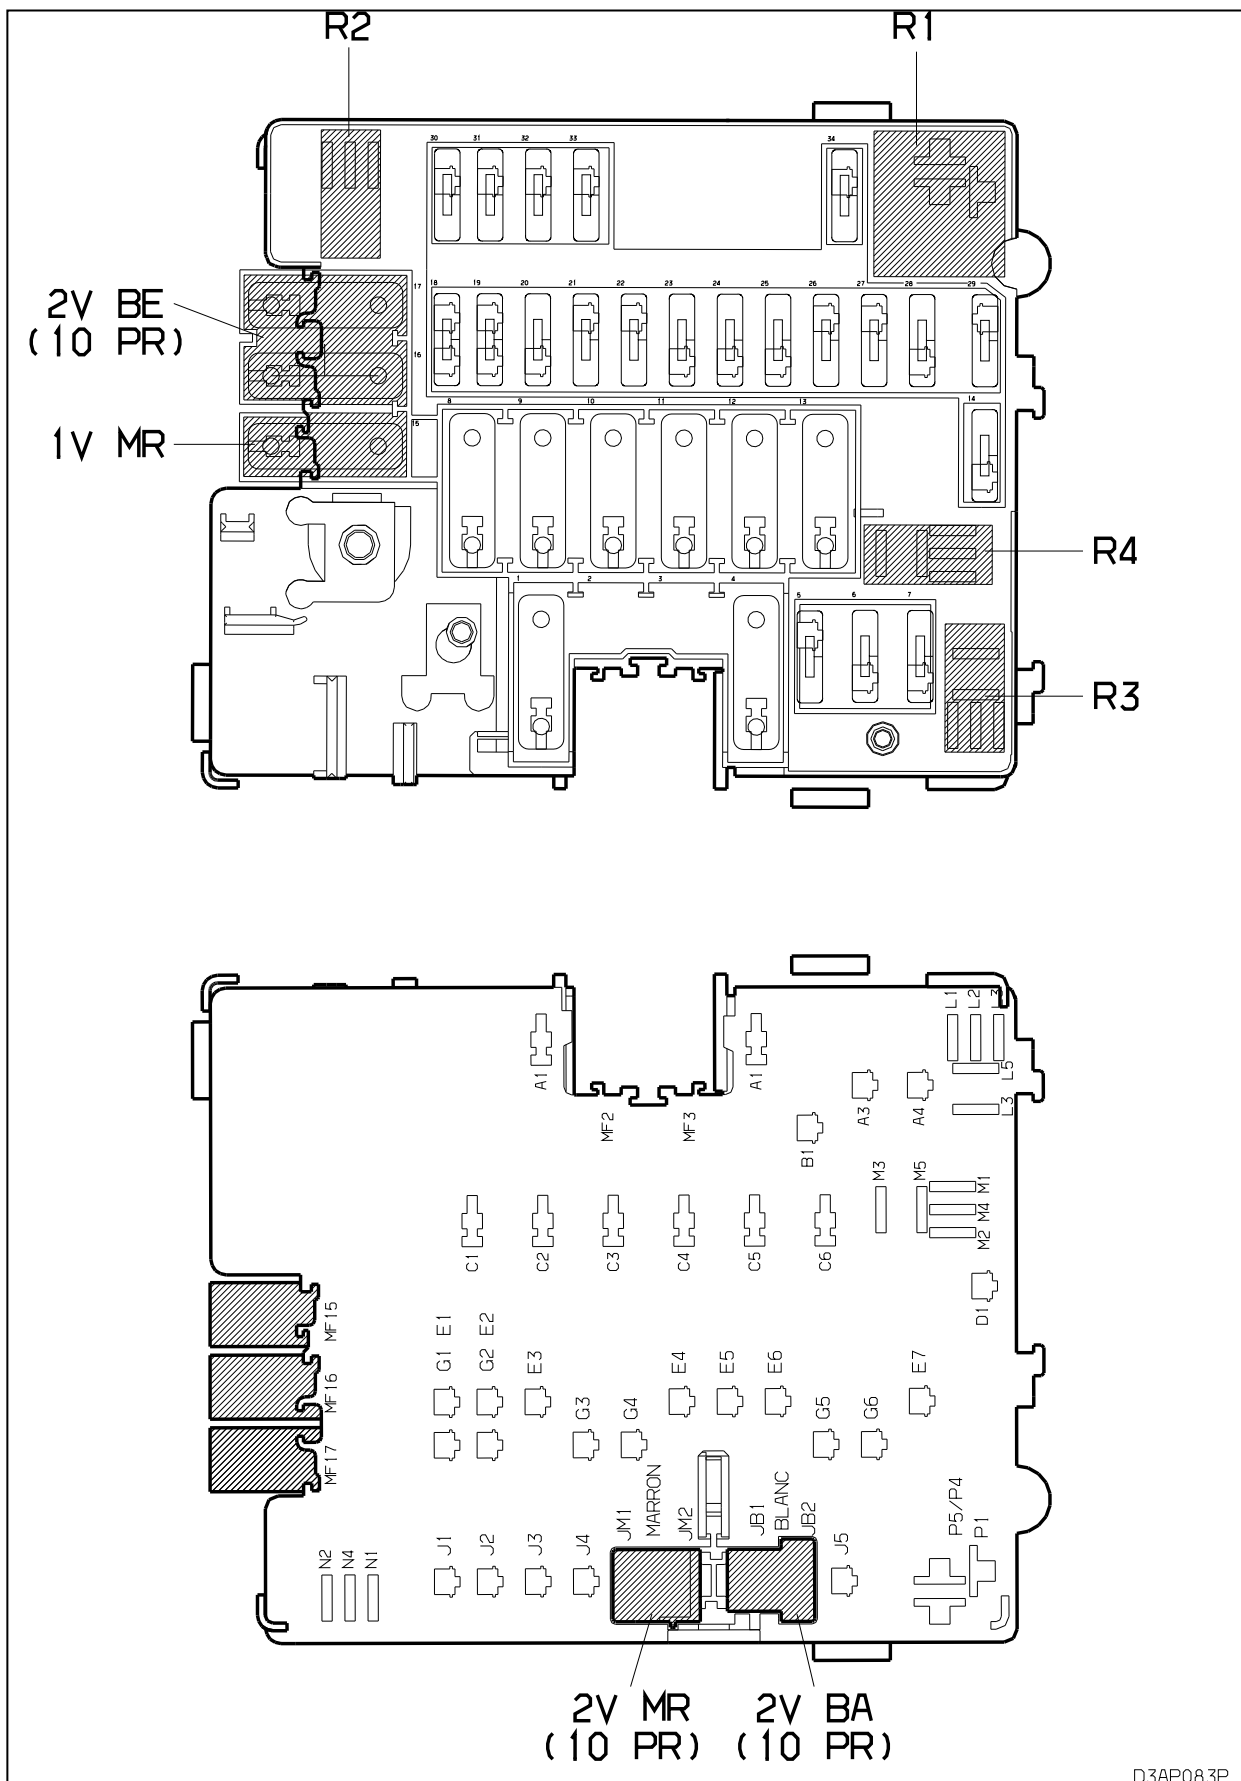 R2
R1
30
31
32
33
34
2V BE
(10 PR)
17
18
19
20
21
22
23
24
25
26
27
28
29
16
1V MR
15
8
9
10
11
12
13
14
R4
1
2
3
4
5
6
7
R3
L1
L2
L3
A1
A1
L5
L3
A3
A4
MF2
MF3
B1
M3
M5
M1
M4
M2
C1
C2
C3
C4
C5
C6
D1
MF15
MF16
MF17
G1 E1
G2 E2
E3
G3
G4
E4
E5
E6
G5
G6
E7
JM1
MARRON
JM2
JB1
BLANC
JB2
P5/P4
P1
N2
N4
N1
J1
J2
J3
J4
J5
2V MR
(10 PR)
2V BA
(10 PR)
D3AP083P